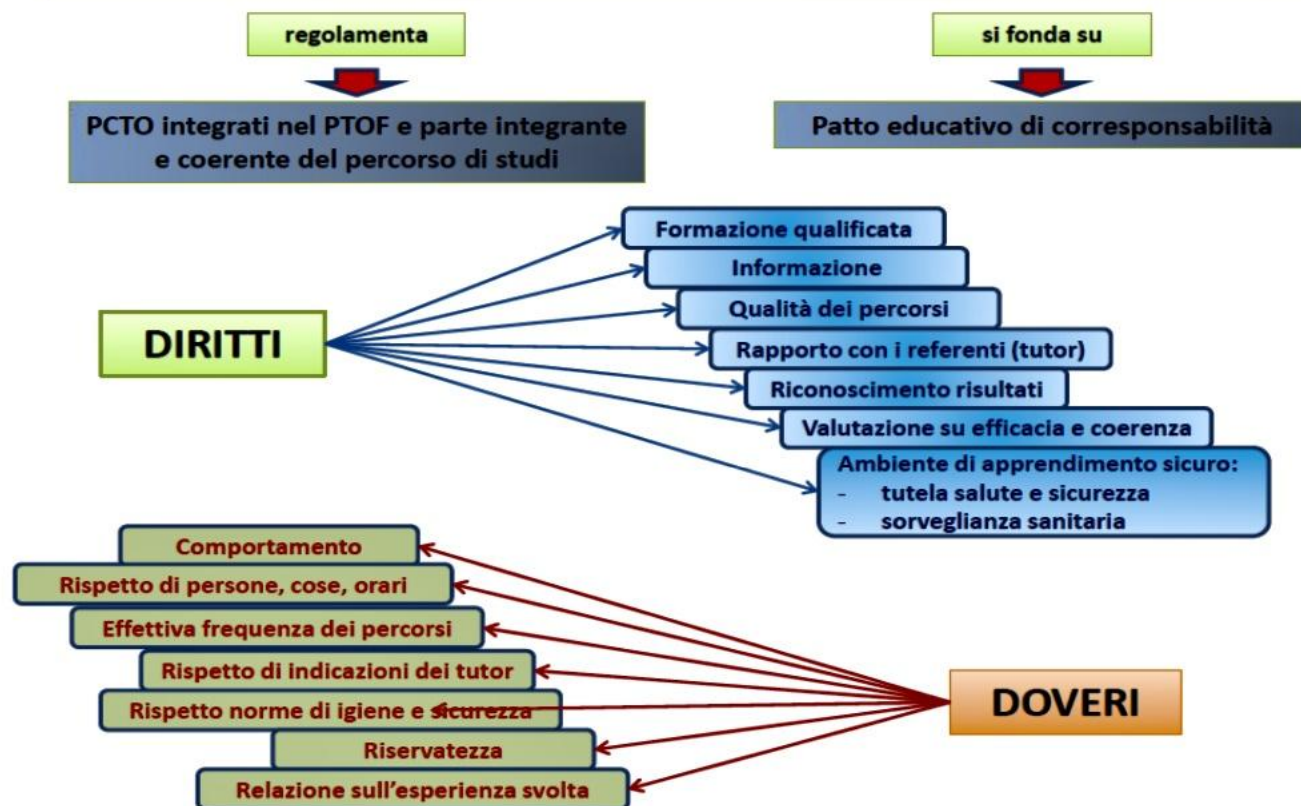 regolamenta
si fonda su
PCTO integrati nel PTOF e parte integrante
e coerente del percorso di studi
Patto educativo di corresponsabilità
Formazione qualificata
Informazione
Qualità dei percorsi
DIRITTI
Rapporto con i referenti (tutor)
Riconoscimento risultati
Valutazione su efficacia e coerenza
Ambiente di apprendimento sicuro:
- tutela salute e sicurezza
- sorveglianza sanitaria
Comportamento
Rispetto di persone, cose, orari
Effettiva frequenza dei percorsi
Rispetto di indicazioni dei tutor
Rispetto norme di igiene e sicurezza
DOVERI
Riservatezza
Relazione sull'esperienza svolta